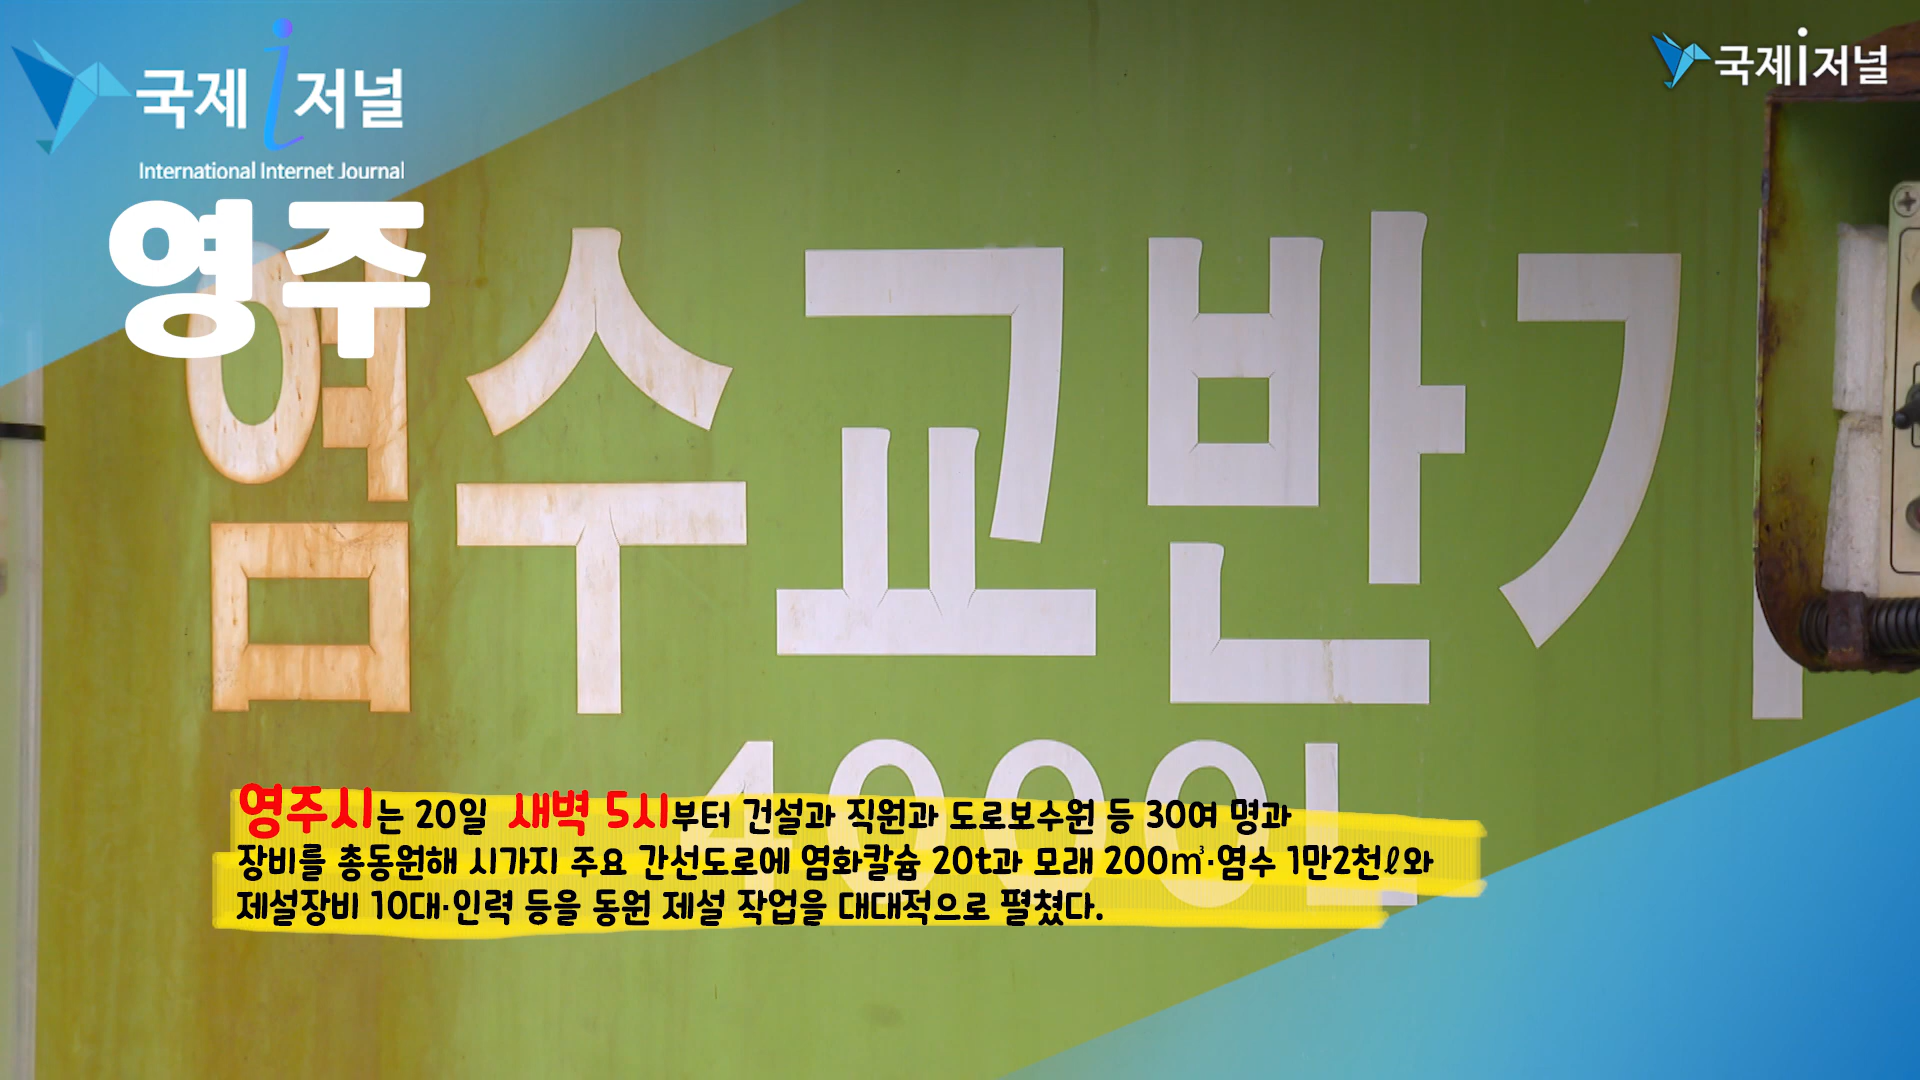 국제i저널
International Internet Journal
영주
국제i저널
염수교반기
4000L
영주시는 20일 새벽 5시부터 건설과 직원과 도로보수원 등 30여 명과
장비를 총동원해 시가지 주요 간선도로에 염화칼슘 20t과 모래 200㎥·염수 1만2천ℓ와
제설장비 10대·인력 등을 동원 제설 작업을 대대적으로 펼쳤다.